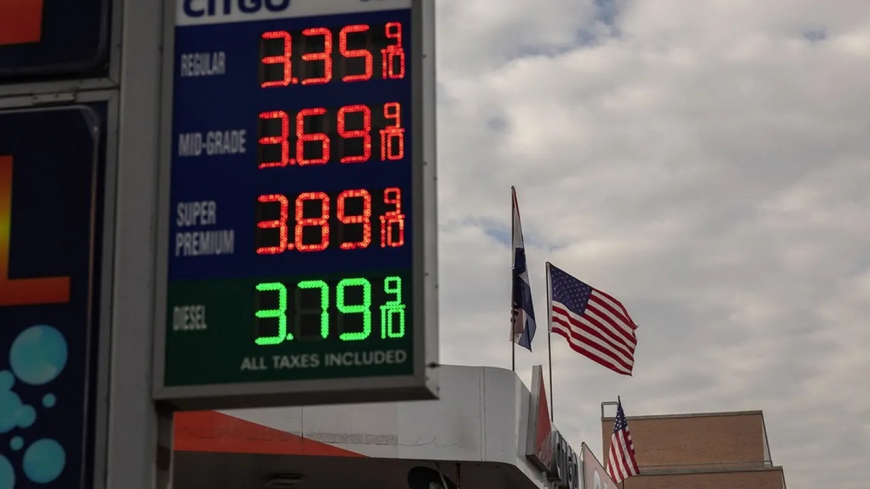 CITGO
REGULAR 3.35 9/10
MID-GRADE 3.69 9/10
SUPER
PREMIUM 3.89 9/10
DIESEL 3.79 9/10
ALL TAXES INCLUDED